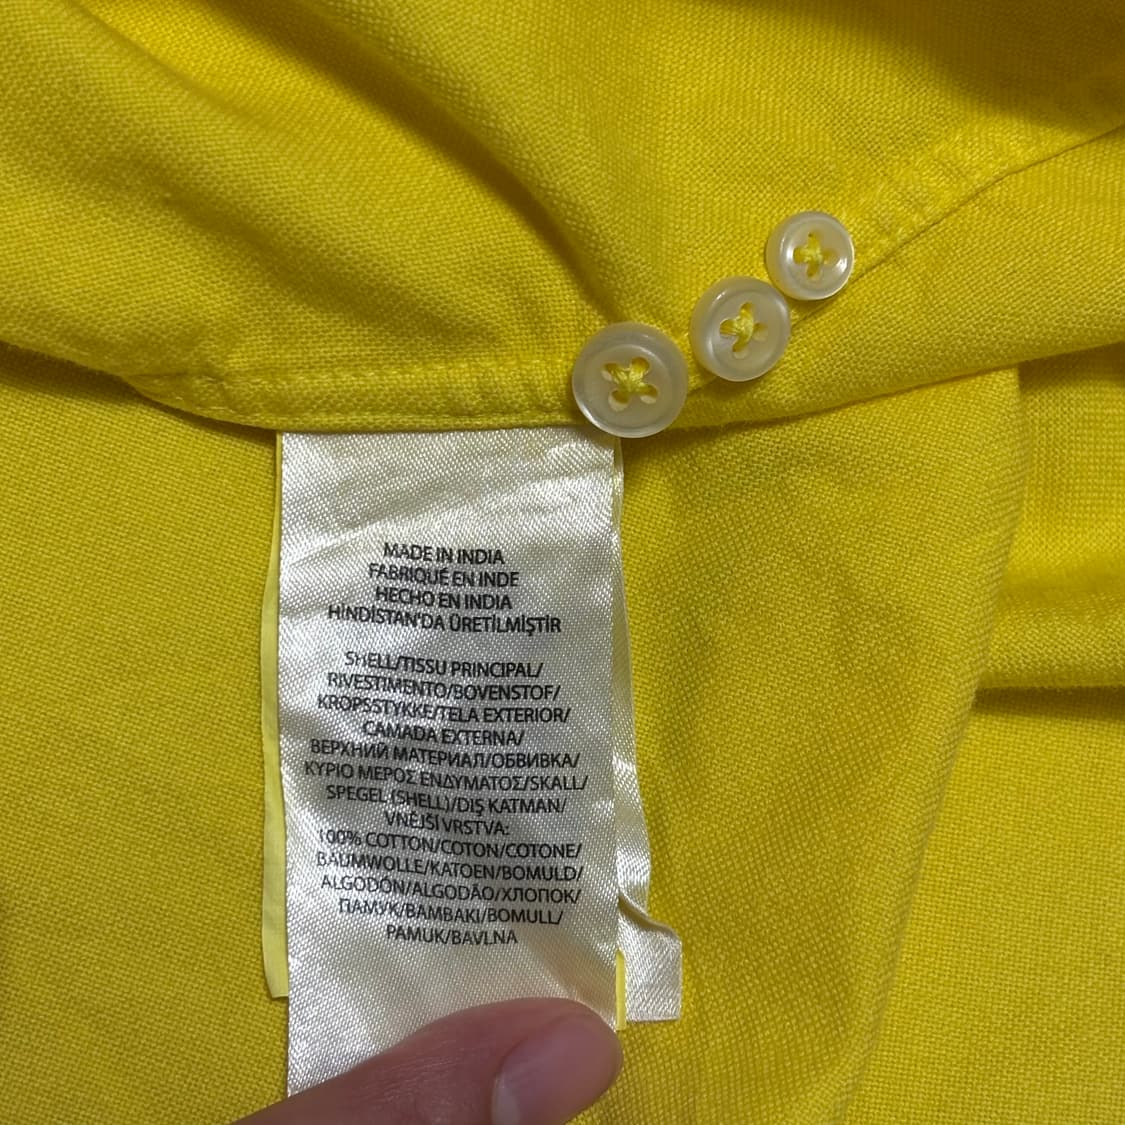 MADE IN INDIA
FABRIQUÉ EN INDE
HECHO EN INDIA
HİNDİSTAN'DA ÜRETİLMİŞTİR
SHELL/TISSU PRINCIPAL/
RIVESTIMENTO/BOVENSTOF/
KROPSSTYKKE/TELA EXTERIOR/
CAMADA EXTERNA/
ВЕРХНИЙ МАТЕРИАЛ/ОБВИВКА/
ΚΥΡΙΟ ΜΕΡΟΣ ΕΝΔΥΜΑΤΟΣ/SKALL/
SPEGEL (SHELL)/DIŞ KATMAN/
VNĚJŠÍ VRSTVA:
100% COTTON/COTON/COTONE/
BAUMWOLLE/KATOEN/BOMULD/
ALGODÓN/ALGODÃO/ХЛОПОК/
ПАМУК/ΒΑΜΒΑΚΙ/BOMULL/
PAMUK/BAVLNA